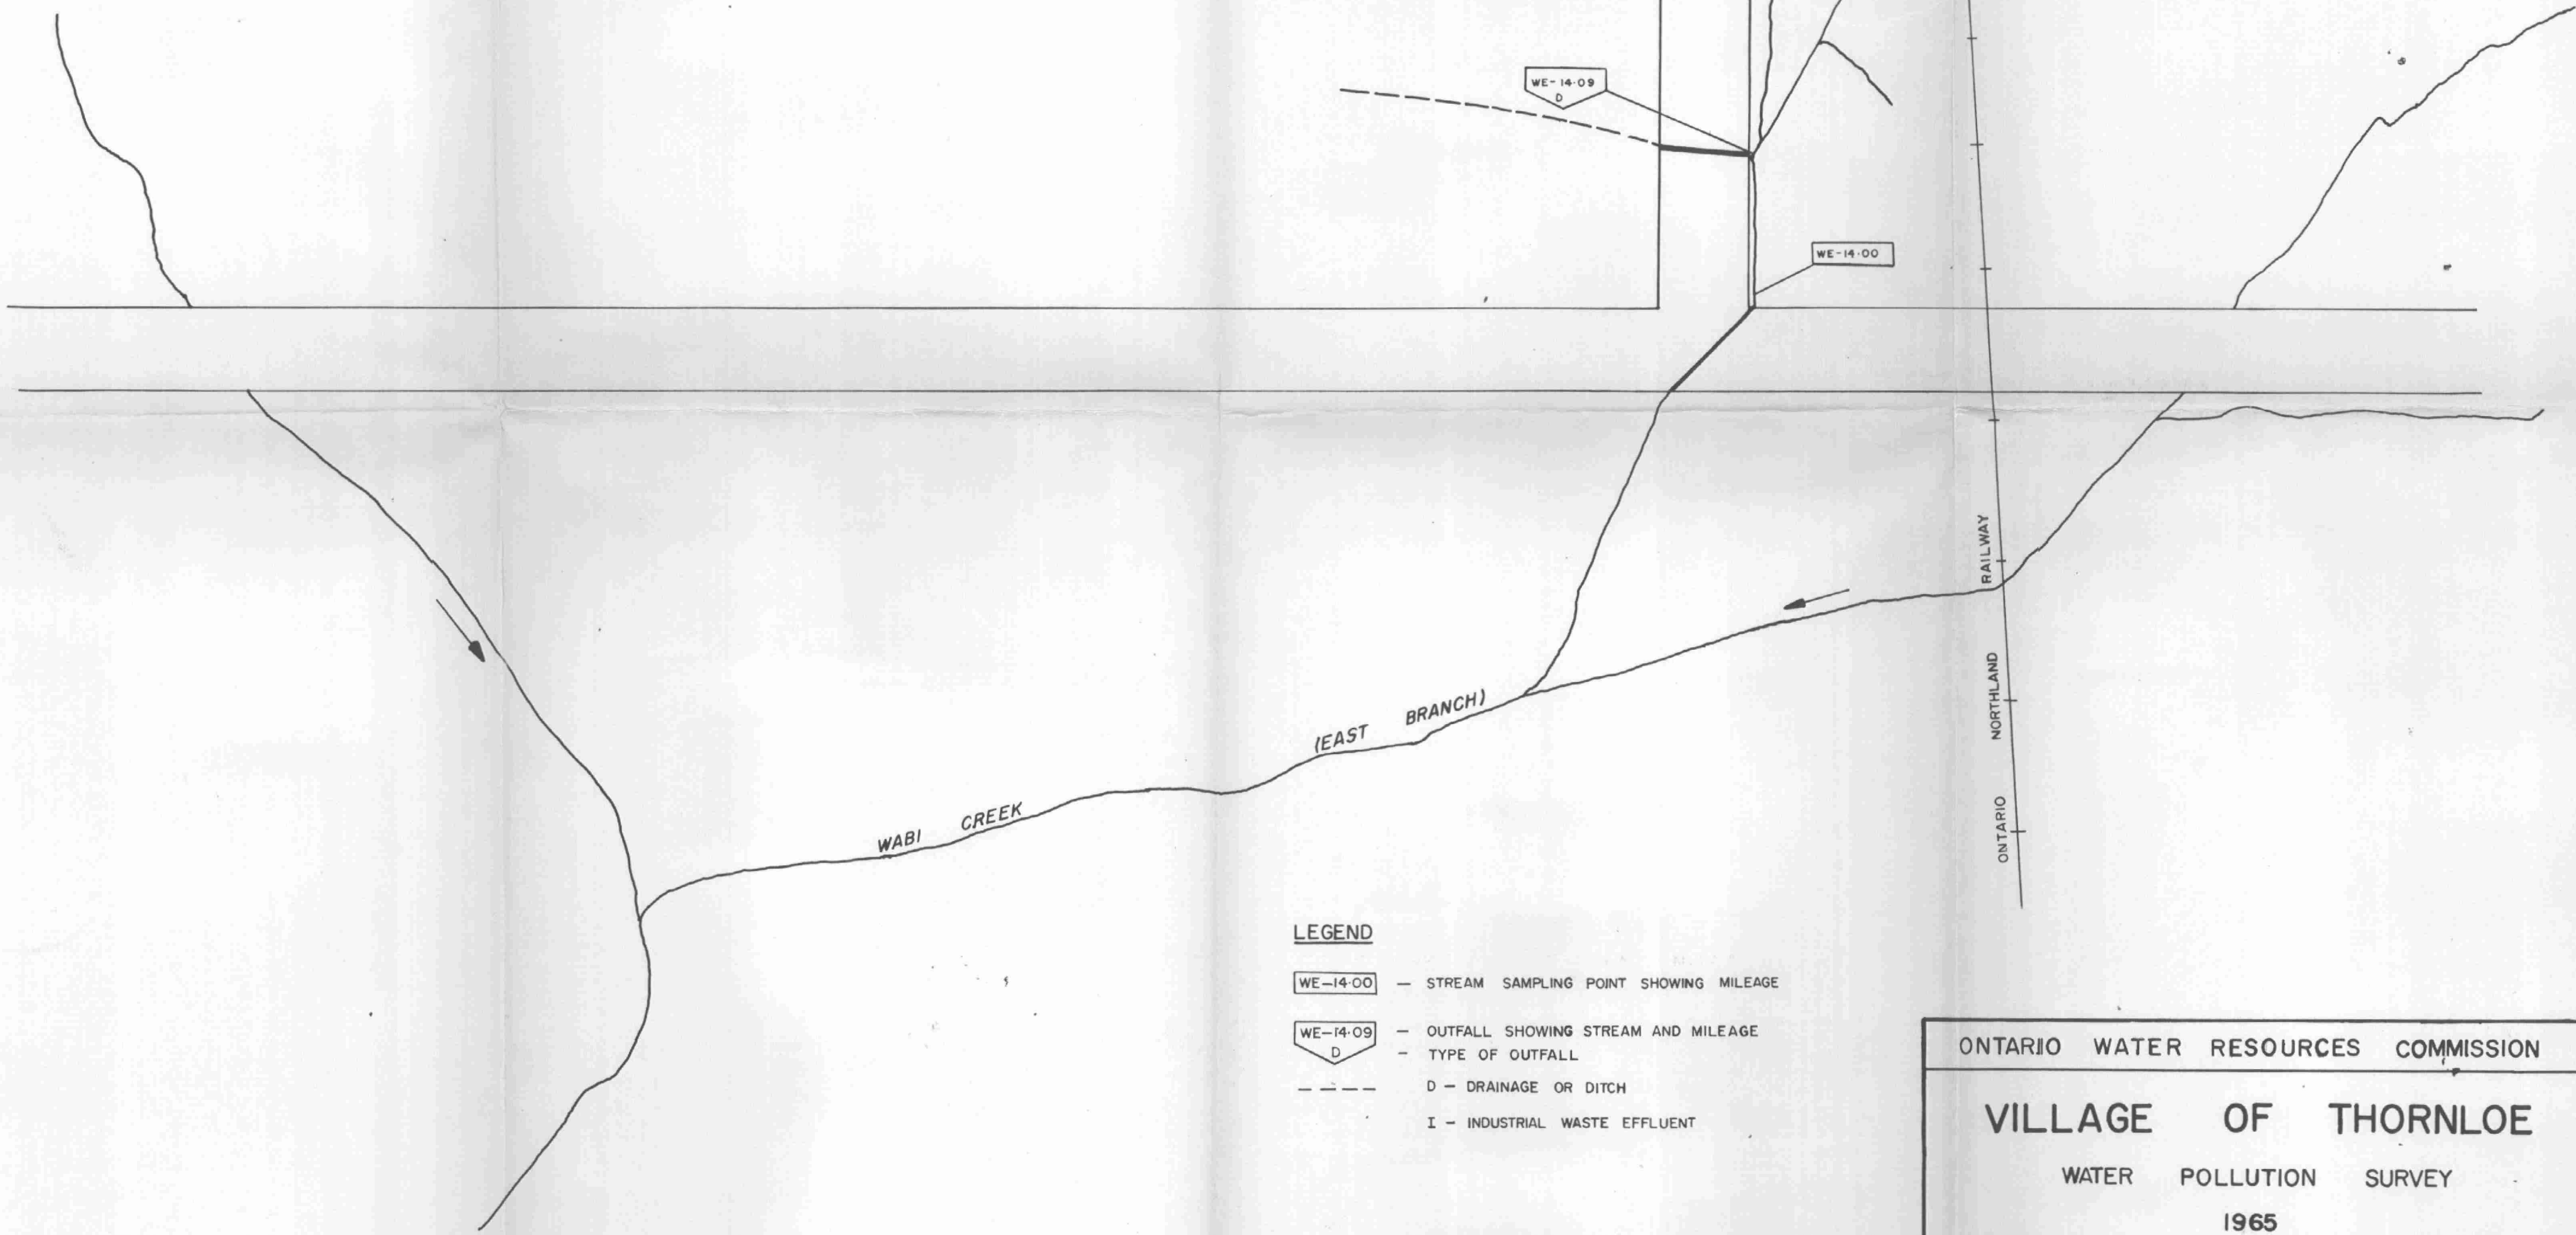 WE-14·09
D
WE-14·00
RAILWAY
NORTHLAND
ONTARIO
(EAST BRANCH)
WABI CREEK
LEGEND
WE-14·00 — STREAM SAMPLING POINT SHOWING MILEAGE
WE-14·09 — OUTFALL SHOWING STREAM AND MILEAGE
D — TYPE OF OUTFALL
D — DRAINAGE OR DITCH
I — INDUSTRIAL WASTE EFFLUENT
ONTARIO WATER RESOURCES COMMISSION
VILLAGE OF THORNLOE
WATER POLLUTION SURVEY
1965